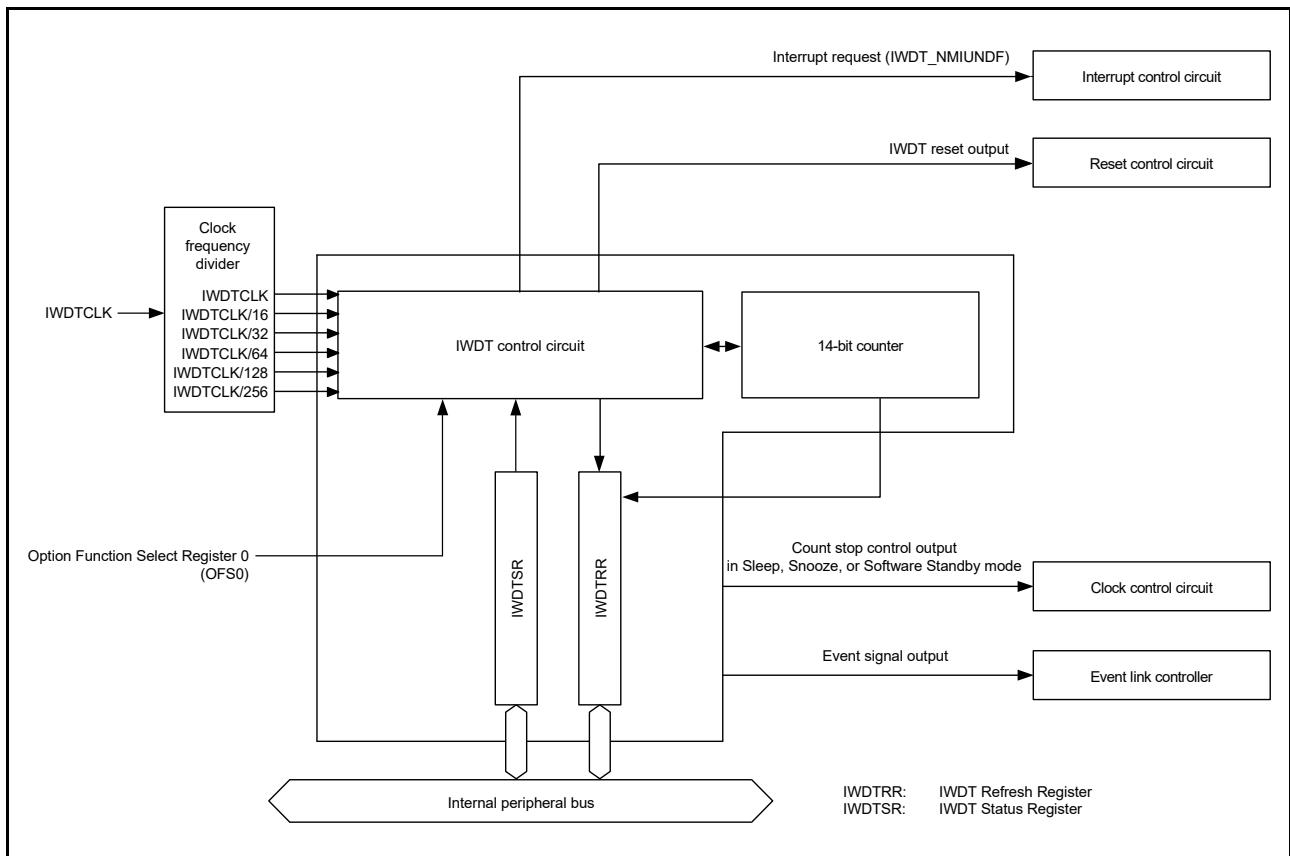 Interrupt request (IWDT_NMIUNDF)
Interrupt control circuit
IWDT reset output
Reset control circuit
Clock
frequency
divider
IWDTCLK
IWDTCLK
IWDTCLK/16
IWDTCLK/32
IWDTCLK/64
IWDTCLK/128
IWDTCLK/256
IWDT control circuit
14-bit counter
Option Function Select Register 0
(OFS0)
IWDTSR
IWDTRR
Count stop control output
in Sleep, Snooze, or Software Standby mode
Clock control circuit
Event signal output
Event link controller
Internal peripheral bus
IWDTRR: IWDT Refresh Register
IWDTSR: IWDT Status Register